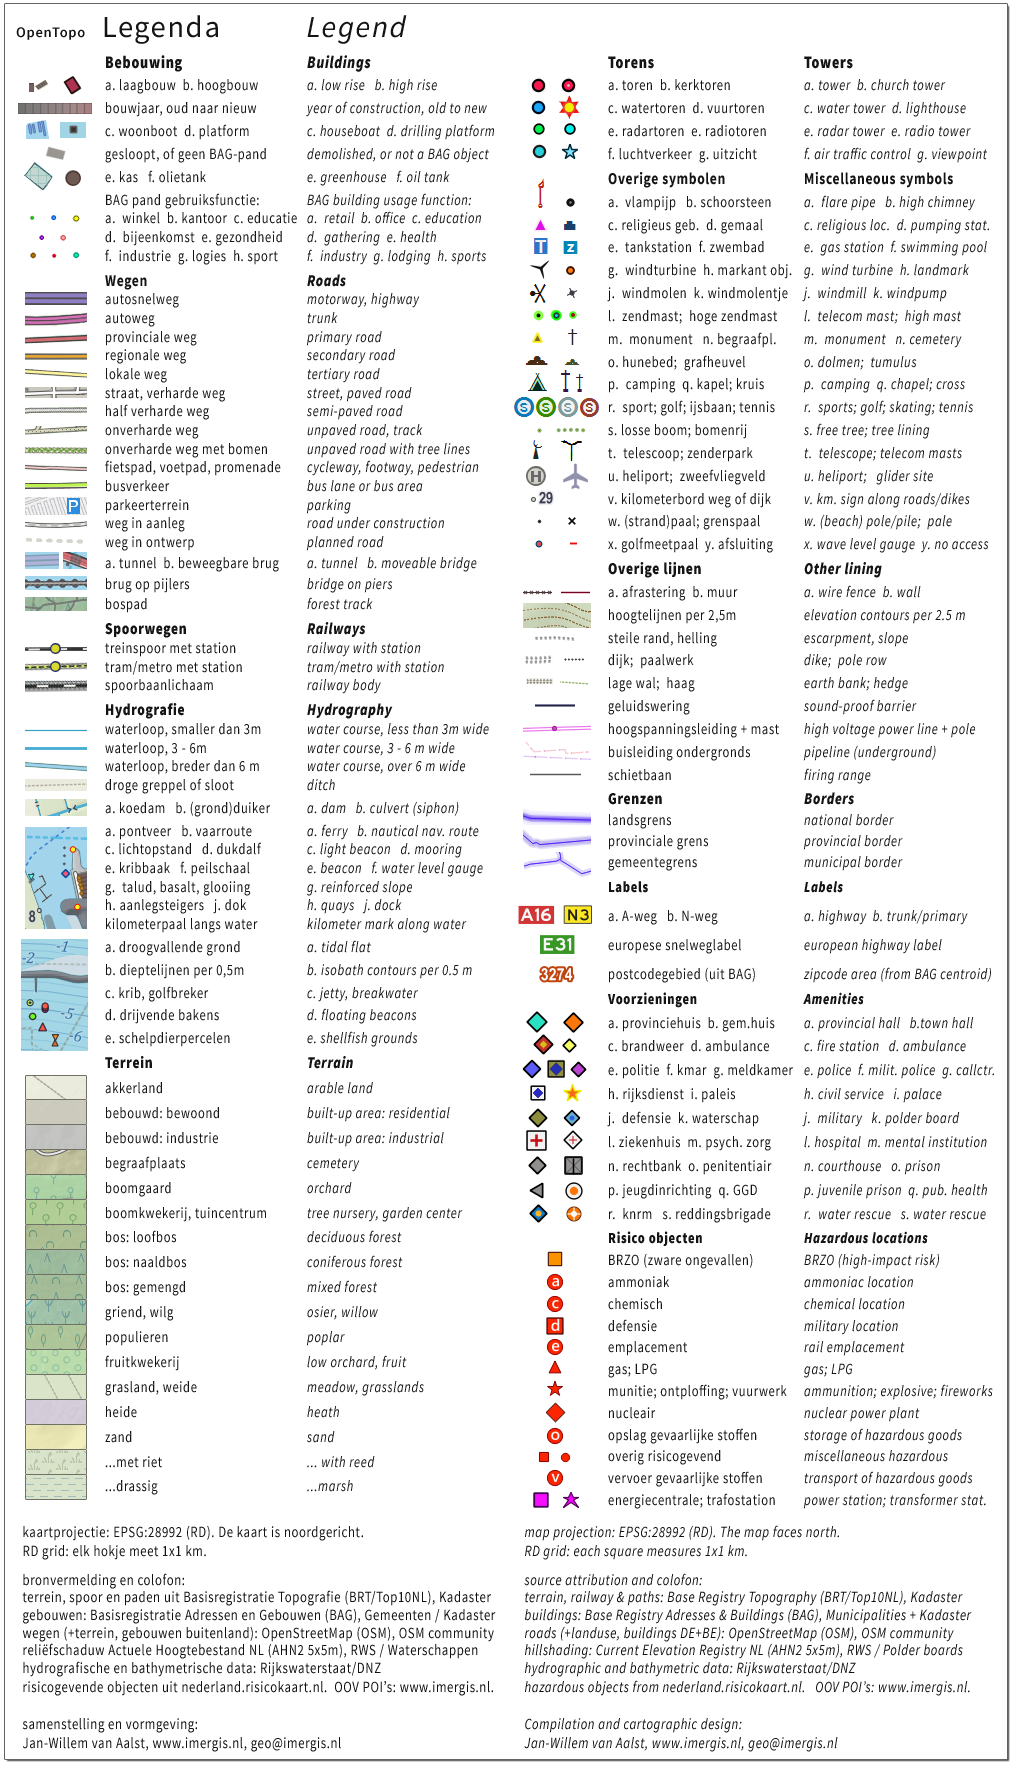 OpenTopo Legenda Legend
Bebouwing Buildings
a. laagbouw b. hoogbouw a. low rise b. high rise
bouwjaar, oud naar nieuw year of construction, old to new
c. woonboot d. platform c. houseboat d. drilling platform
gesloopt, of geen BAG-pand demolished, or not a BAG object
e. kas f. olietank e. greenhouse f. oil tank
BAG pand gebruiksfunctie: BAG building usage function:
a. winkel b. kantoor c. educatie a. retail b. office c. education
d. bijeenkomst e. gezondheid d. gathering e. health
f. industrie g. logies h. sport f. industry g. lodging h. sports
Wegen Roads
autosnelweg motorway, highway
autoweg trunk
provinciale weg primary road
regionale weg secondary road
lokale weg tertiary road
straat, verharde weg street, paved road
half verharde weg semi-paved road
onverharde weg unpaved road, track
onverharde weg met bomen unpaved road with tree lines
fietspad, voetpad, promenade cycleway, footway, pedestrian
busverkeer bus lane or bus area
P parkeerterrein parking
weg in aanleg road under construction
weg in ontwerp planned road
a. tunnel b. beweegbare brug a. tunnel b. moveable bridge
brug op pijlers bridge on piers
bospad forest track
Spoorwegen Railways
treinspoor met station railway with station
tram/metro met station tram/metro with station
spoorbaanlichaam railway body
Hydrografie Hydrography
waterloop, smaller dan 3m water course, less than 3m wide
waterloop, 3 - 6m water course, 3 - 6 m wide
waterloop, breder dan 6 m water course, over 6 m wide
droge greppel of sloot ditch
a. koedam b. (grond)duiker a. dam b. culvert (siphon)
a. pontveer b. vaarroute a. ferry b. nautical nav. route
c. lichtopstand d. dukdalf c. light beacon d. mooring
e. kribbaak f. peilschaal e. beacon f. water level gauge
g. talud, basalt, glooiing g. reinforced slope
h. aanlegsteigers j. dok h. quays j. dock
8 kilometerpaal langs water kilometer mark along water
-1 a. droogvallende grond a. tidal flat
-2 b. dieptelijnen per 0,5m b. isobath contours per 0.5 m
c. krib, golfbreker c. jetty, breakwater
-5 d. drijvende bakens d. floating beacons
-6 e. schelpdierpercelen e. shellfish grounds
Terrein Terrain
akkerland arable land
bebouwd: bewoond built-up area: residential
bebouwd: industrie built-up area: industrial
begraafplaats cemetery
boomgaard orchard
boomkwekerij, tuincentrum tree nursery, garden center
bos: loofbos deciduous forest
bos: naaldbos coniferous forest
bos: gemengd mixed forest
griend, wilg osier, willow
populieren poplar
fruitkwekerij low orchard, fruit
grasland, weide meadow, grasslands
heide heath
zand sand
...met riet ... with reed
...drassig ...marsh
Torens Towers
a. toren b. kerktoren a. tower b. church tower
c. watertoren d. vuurtoren c. water tower d. lighthouse
e. radartoren e. radiotoren e. radar tower e. radio tower
f. luchtverkeer g. uitzicht f. air traffic control g. viewpoint
Overige symbolen Miscellaneous symbols
a. vlampijp b. schoorsteen a. flare pipe b. high chimney
c. religieus geb. d. gemaal c. religious loc. d. pumping stat.
T z e. tankstation f. zwembad e. gas station f. swimming pool
g. windturbine h. markant obj. g. wind turbine h. landmark
j. windmolen k. windmolentje j. windmill k. windpump
l. zendmast; hoge zendmast l. telecom mast; high mast
m. monument n. begraafpl. m. monument n. cemetery
o. hunebed; grafheuvel o. dolmen; tumulus
p. camping q. kapel; kruis p. camping q. chapel; cross
S S S S r. sport; golf; ijsbaan; tennis r. sports; golf; skating; tennis
s. losse boom; bomenrij s. free tree; tree lining
t. telescoop; zenderpark t. telescope; telecom masts
H u. heliport; zweefvliegveld u. heliport; glider site
29 v. kilometerbord weg of dijk v. km. sign along roads/dikes
w. (strand)paal; grenspaal w. (beach) pole/pile; pale
x. golfmeetpaal y. afsluiting x. wave level gauge y. no access
Overige lijnen Other lining
a. afrastering b. muur a. wire fence b. wall
hoogtelijnen per 2,5m elevation contours per 2.5 m
steile rand, helling escarpment, slope
dijk; paalwerk dike; pole row
lage wal; haag earth bank; hedge
geluidswering sound-proof barrier
hoogspanningsleiding + mast high voltage power line + pole
buisleiding ondergronds pipeline (underground)
schietbaan firing range
Grenzen Borders
landsgrens national border
provinciale grens provincial border
gemeentegrens municipal border
Labels Labels
A16 N3 a. A-weg b. N-weg a. highway b. trunk/primary
E31 europese snelweglabel european highway label
3274 postcodegebied (uit BAG) zipcode area (from BAG centroid)
Voorzieningen Amenities
a. provinciehuis b. gem.huis a. provincial hall b.town hall
c. brandweer d. ambulance c. fire station d. ambulance
e. politie f. kmar g. meldkamer e. police f. milit. police g. callctr.
h. rijksdienst i. paleis h. civil service i. palace
j. defensie k. waterschap j. military k. polder board
l. ziekenhuis m. psych. zorg l. hospital m. mental institution
n. rechtbank o. penitentiair n. courthouse o. prison
p. jeugdinrichting q. GGD p. juvenile prison q. pub. health
r. knrm s. reddingsbrigade r. water rescue s. water rescue
Risico objecten Hazardous locations
BRZO (zware ongevallen) BRZO (high-impact risk)
a ammoniak ammoniac location
c chemisch chemical location
d defensie military location
e emplacement rail emplacement
gas; LPG gas; LPG
munitie; ontploffing; vuurwerk ammunition; explosive; fireworks
nucleair nuclear power plant
o opslag gevaarlijke stoffen storage of hazardous goods
overig risicogevend miscellaneous hazardous
v vervoer gevaarlijke stoffen transport of hazardous goods
energiecentrale; trafostation power station; transformer stat.
kaartprojectie: EPSG:28992 (RD). De kaart is noordgericht.
RD grid: elk hokje meet 1x1 km.
bronvermelding en colofon:
terrein, spoor en paden uit Basisregistratie Topografie (BRT/Top10NL), Kadaster
gebouwen: Basisregistratie Adressen en Gebouwen (BAG), Gemeenten / Kadaster
wegen (+terrein, gebouwen buitenland): OpenStreetMap (OSM), OSM community
reliëfschaduw Actuele Hoogtebestand NL (AHN2 5x5m), RWS / Waterschappen
hydrografische en bathymetrische data: Rijkswaterstaat/DNZ
risicogevende objecten uit nederland.risicokaart.nl. OOV POI's: www.imergis.nl.
samenstelling en vormgeving:
Jan-Willem van Aalst, www.imergis.nl, geo@imergis.nl
map projection: EPSG:28992 (RD). The map faces north.
RD grid: each square measures 1x1 km.
source attribution and colofon:
terrain, railway & paths: Base Registry Topography (BRT/Top10NL), Kadaster
buildings: Base Registry Adresses & Buildings (BAG), Municipalities + Kadaster
roads (+landuse, buildings DE+BE): OpenStreetMap (OSM), OSM community
hillshading: Current Elevation Registry NL (AHN2 5x5m), RWS / Polder boards
hydrographic and bathymetric data: Rijkswaterstaat/DNZ
hazardous objects from nederland.risicokaart.nl. OOV POI's: www.imergis.nl.
Compilation and cartographic design:
Jan-Willem van Aalst, www.imergis.nl, geo@imergis.nl